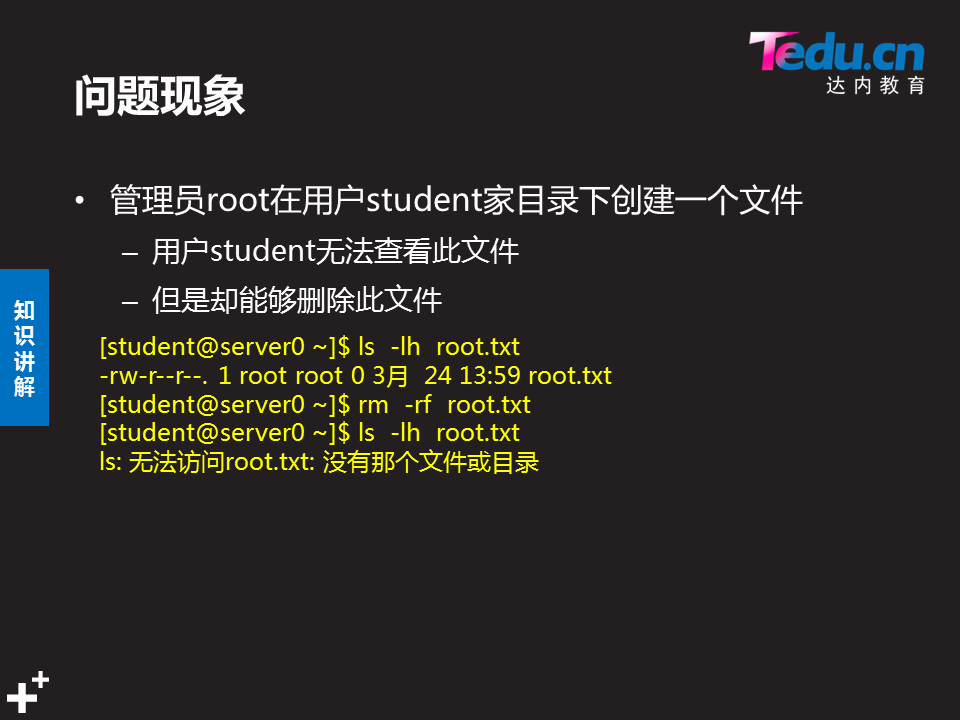 Tedu.cn
达内教育
问题现象
• 管理员root在用户student家目录下创建一个文件
– 用户student无法查看此文件
– 但是却能够删除此文件
知识讲解
[student@server0 ~]$ ls -lh root.txt
-rw-r--r--. 1 root root 0 3月 24 13:59 root.txt
[student@server0 ~]$ rm -rf root.txt
[student@server0 ~]$ ls -lh root.txt
ls: 无法访问root.txt: 没有那个文件或目录